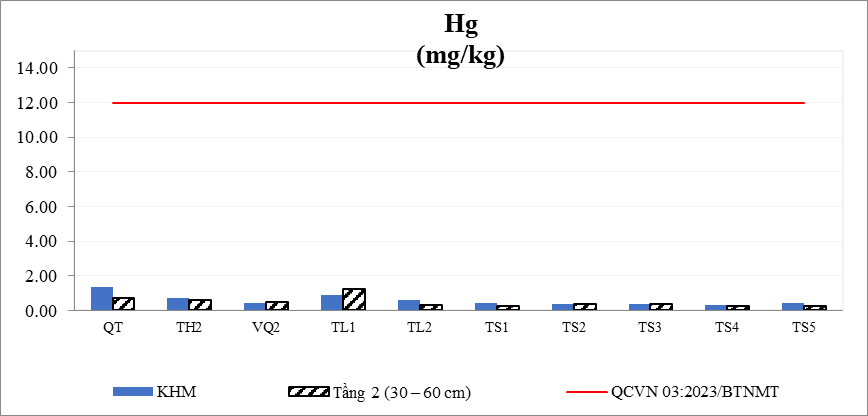 Hg
(mg/kg)
14.00
12.00
10.00
8.00
6.00
4.00
2.00
0.00
QT TH2 VQ2 TL1 TL2 TS1 TS2 TS3 TS4 TS5
KHM Tầng 2 (30 – 60 cm) QCVN 03:2023/BTNMT